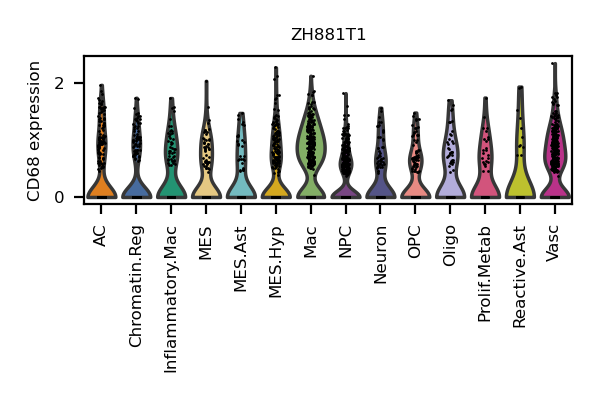 ZH881T1
CD68 expression
2
0
AC
Chromatin.Reg
Inflammatory.Mac
MES
MES.Ast
MES.Hyp
Mac
NPC
Neuron
OPC
Oligo
Prolif.Metab
Reactive.Ast
Vasc